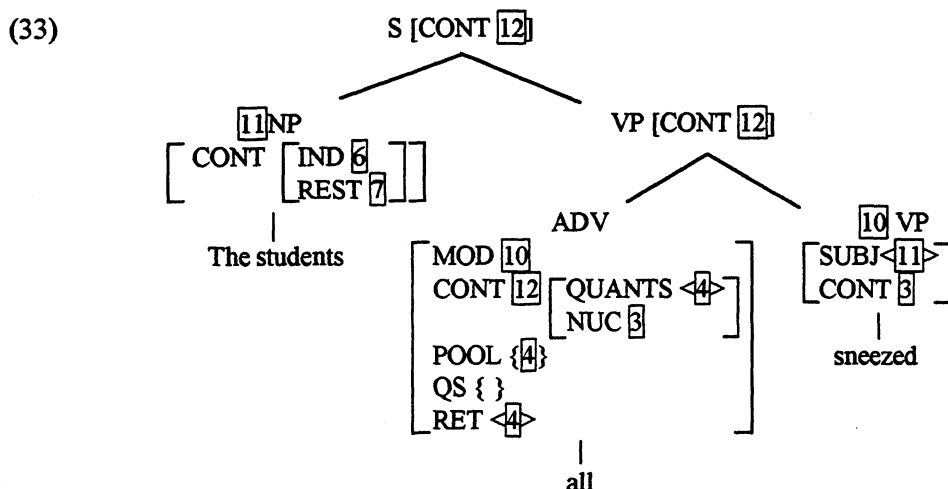 (33) S [CONT 12]
11 NP VP [CONT 12]
[CONT [IND 6
REST 7]]
The students
ADV 10 VP
[MOD 10 [SUBJ<11>
CONT 12 [QUANTS <4> CONT 3]
NUC 3]
POOL {4} sneezed
QS { }
RET <4>]
all